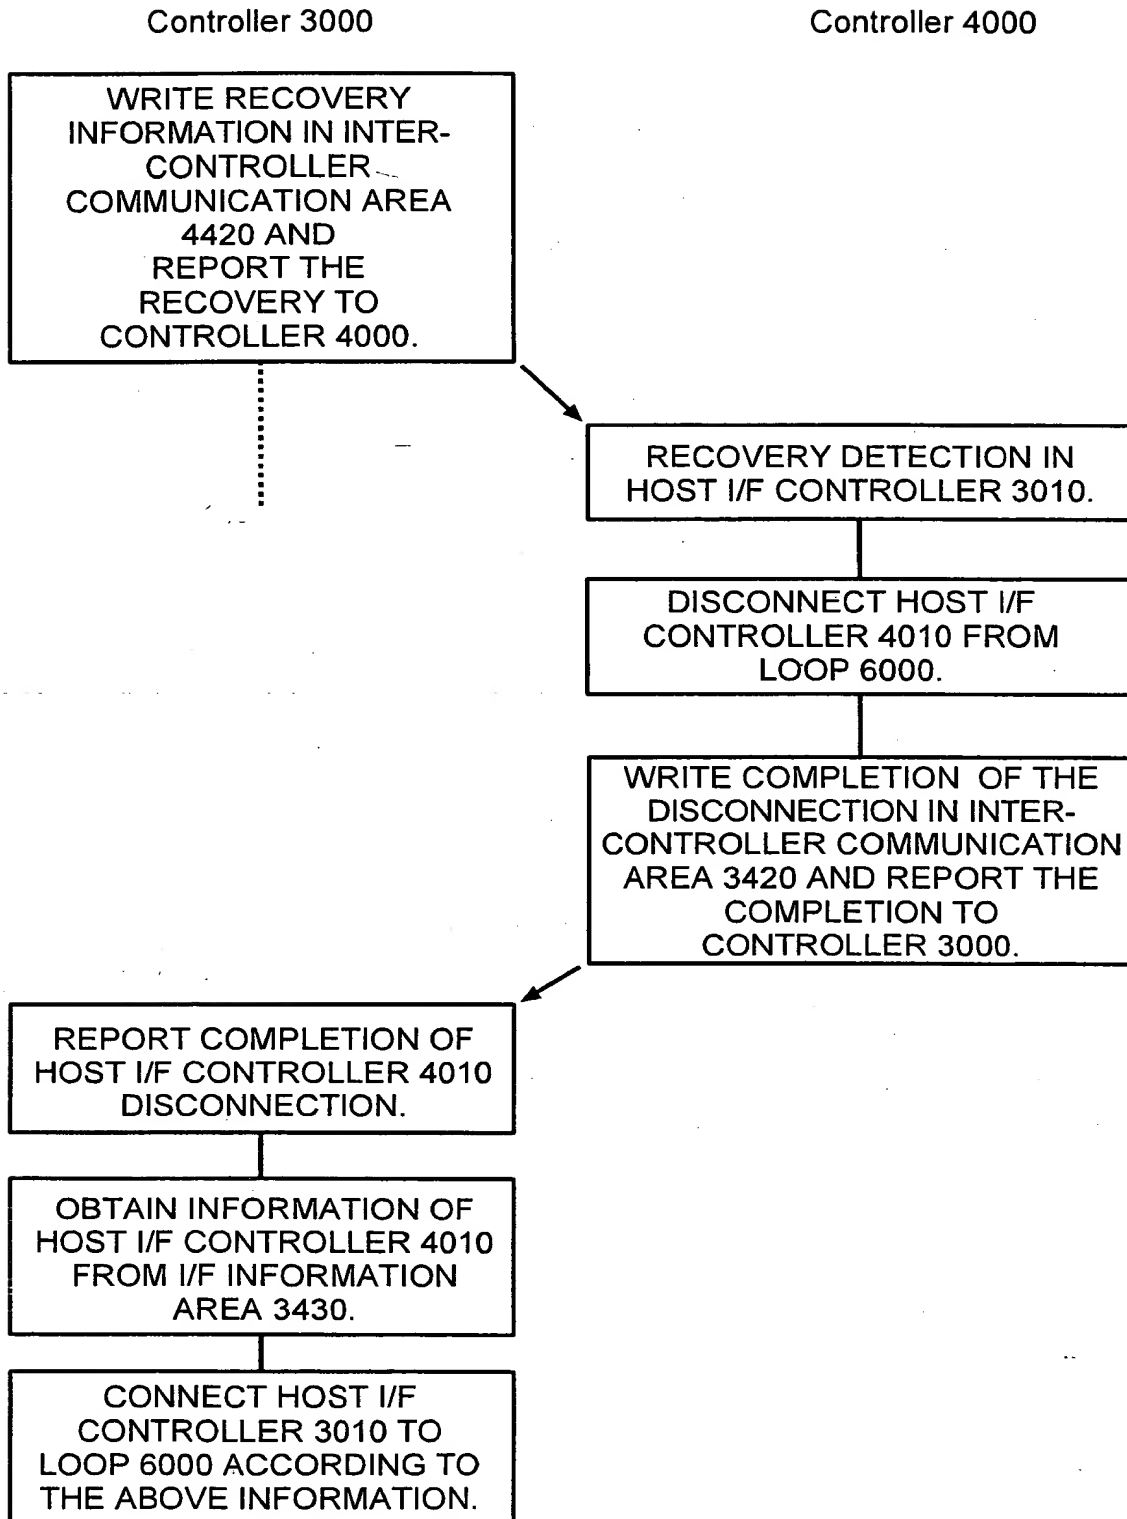 Controller 3000
Controller 4000
WRITE RECOVERY
INFORMATION IN INTER-
CONTROLLER
COMMUNICATION AREA
4420 AND
REPORT THE
RECOVERY TO
CONTROLLER 4000.
RECOVERY DETECTION IN
HOST I/F CONTROLLER 3010.
DISCONNECT HOST I/F
CONTROLLER 4010 FROM
LOOP 6000.
WRITE COMPLETION OF THE
DISCONNECTION IN INTER-
CONTROLLER COMMUNICATION
AREA 3420 AND REPORT THE
COMPLETION TO
CONTROLLER 3000.
REPORT COMPLETION OF
HOST I/F CONTROLLER 4010
DISCONNECTION.
OBTAIN INFORMATION OF
HOST I/F CONTROLLER 4010
FROM I/F INFORMATION
AREA 3430.
CONNECT HOST I/F
CONTROLLER 3010 TO
LOOP 6000 ACCORDING TO
THE ABOVE INFORMATION.